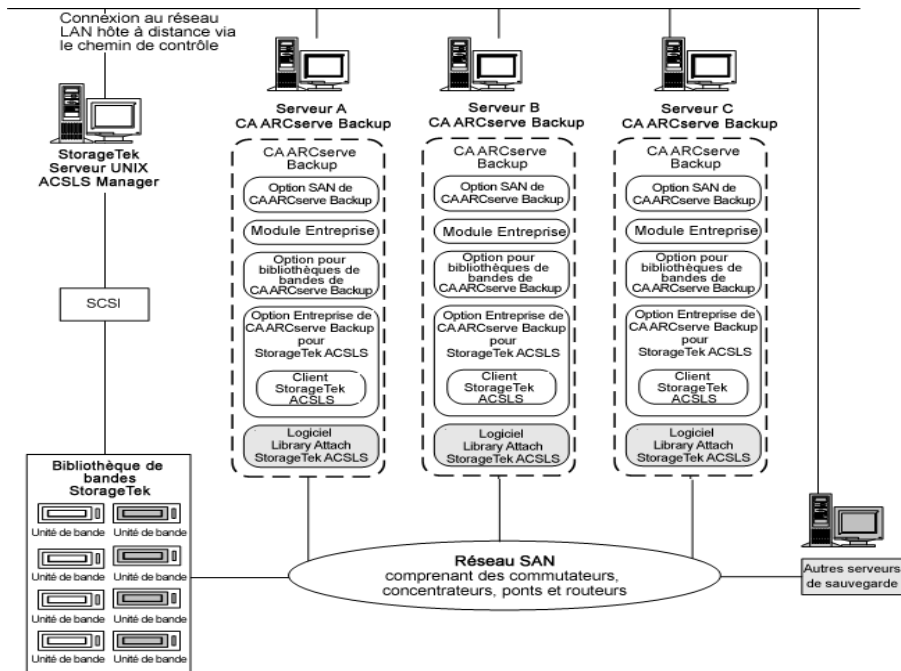 Connexion au réseau
LAN hôte à distance via
le chemin de contrôle
StorageTek
Serveur UNIX
ACSLS Manager
SCSI
Bibliothèque de
bandes
StorageTek
Unité de bande
Unité de bande
Unité de bande
Unité de bande
Unité de bande
Unité de bande
Unité de bande
Unité de bande
Serveur A
CA ARCserve Backup
CA ARCserve
Backup
Option SAN de
CA ARCserve Backup
Module Entreprise
Option pour
bibliothèques de
bandes de
CA ARCserve Backup
Option Entreprise de
CA ARCserve Backup
pour
StorageTek ACSLS
Client
StorageTek
ACSLS
Logiciel
Library Attach
StorageTek ACSLS
Serveur B
CA ARCserve Backup
CA ARCserve
Backup
Option SAN de
CA ARCserve Backup
Module Entreprise
Option pour
bibliothèques de
bandes de
CA ARCserve Backup
Option Entreprise de
CA ARCserve Backup
pour
StorageTek ACSLS
Client
StorageTek
ACSLS
Logiciel
Library Attach
StorageTek ACSLS
Serveur C
CA ARCserve Backup
CA ARCserve
Backup
Option SAN de
CA ARCserve Backup
Module Entreprise
Option pour
bibliothèques de
bandes de
CA ARCserve Backup
Option Entreprise de
CA ARCserve Backup
pour
StorageTek ACSLS
Client
StorageTek
ACSLS
Logiciel
Library Attach
StorageTek ACSLS
Réseau SAN
comprenant des commutateurs,
concentrateurs, ponts et routeurs
Autres serveurs
de sauvegarde